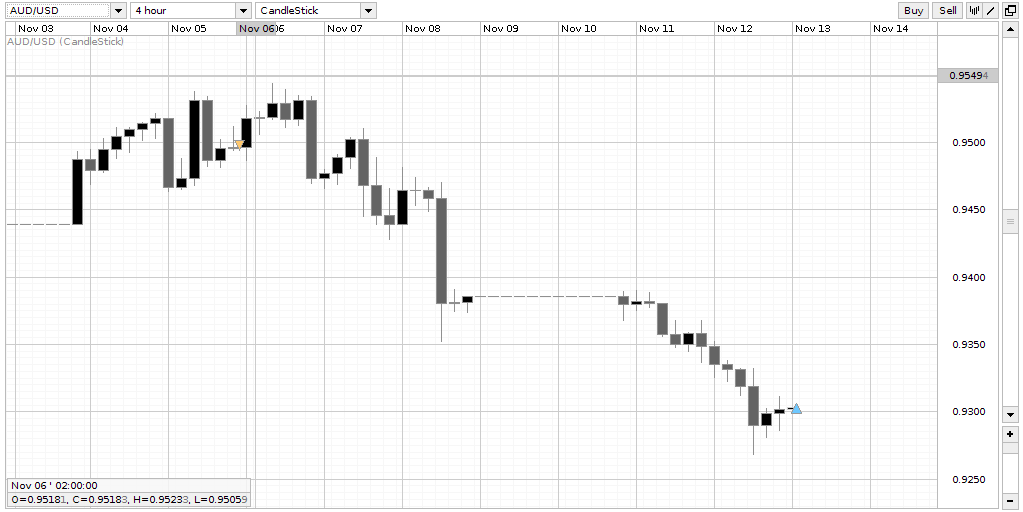 AUD/USD 4 hour CandleStick Buy Sell
Nov 03 Nov 04 Nov 05 Nov 06 6 Nov 07 Nov 08 Nov 09 Nov 10 Nov 11 Nov 12 Nov 13 Nov 14
AUD/USD (CandleStick)
0.95494
0.9500
0.9450
0.9400
0.9350
0.9300
0.9250
Nov 06 ' 02:00:00
O=0.95181, C=0.95183, H=0.95233, L=0.95059